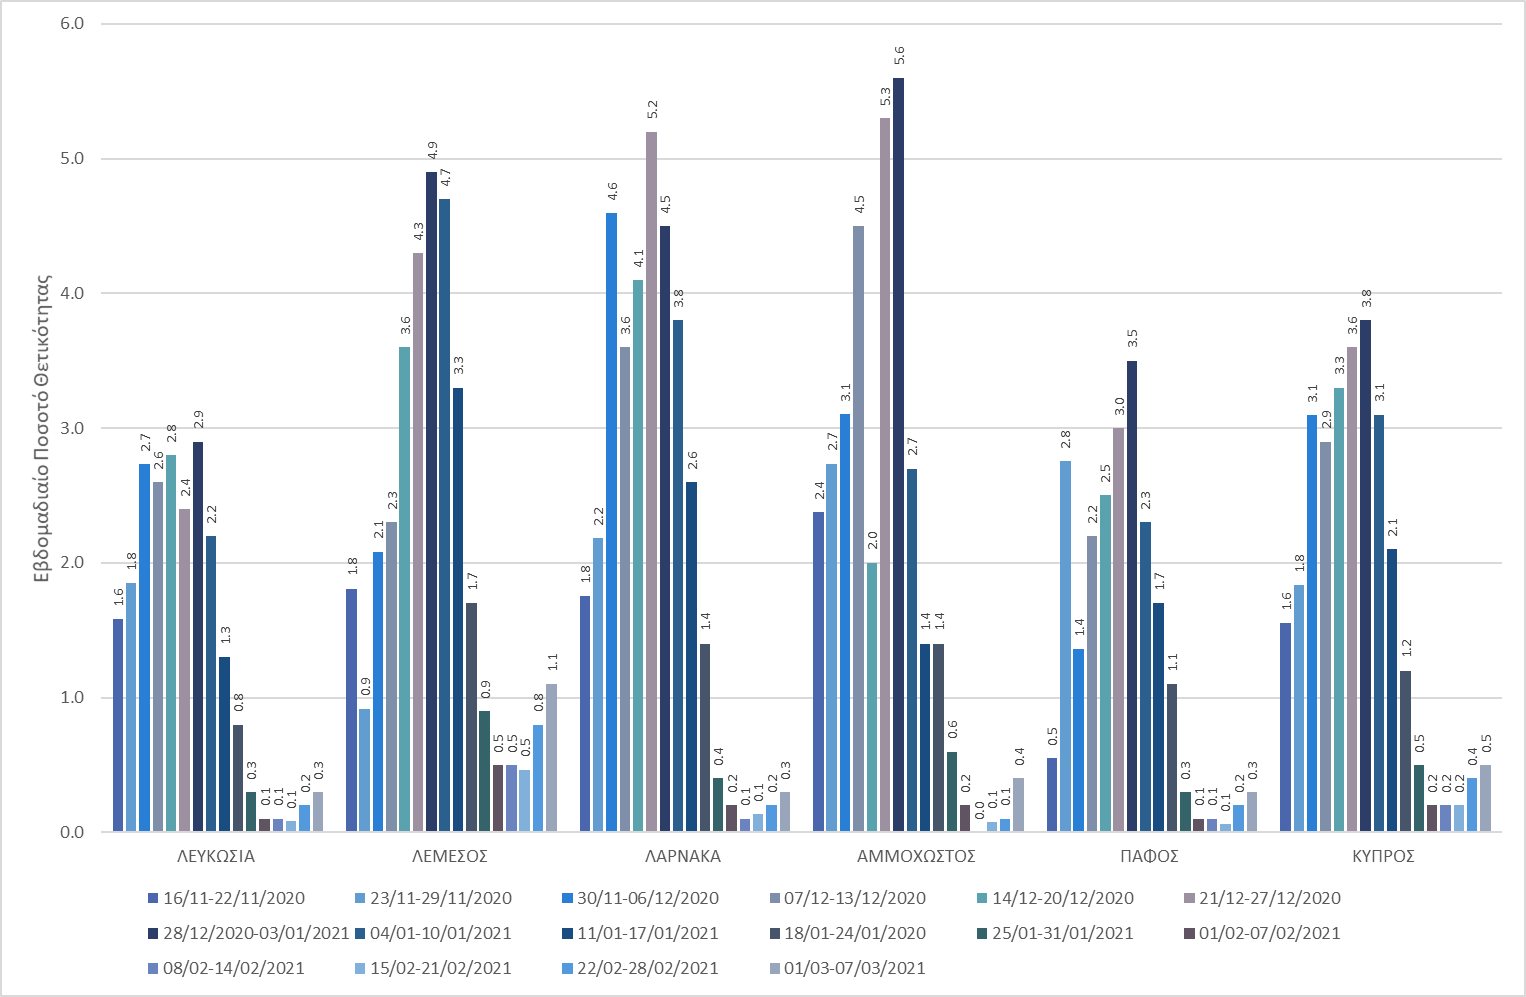 6.0
5.0
4.0
3.0
2.0
1.0
0.0
Εβδομαδιαίο Ποσοτό Θετικότητας
1.6 1.8 2.7 2.6 2.8 2.4 2.9 2.2 1.3 0.8 0.3 0.1 0.1 0.1 0.2 0.3
1.8 0.9 2.1 2.3 3.6 4.3 4.9 4.7 3.3 1.7 0.9 0.5 0.5 0.5 0.8 1.1
1.8 2.2 4.6 3.6 4.1 5.2 4.5 3.8 2.6 1.4 0.4 0.2 0.1 0.1 0.2 0.3
2.4 2.7 3.1 4.5 2.0 5.3 5.6 2.7 1.4 1.4 0.6 0.2 0.0 0.1 0.1 0.4
0.5 2.8 1.4 2.2 2.5 3.0 3.5 2.3 1.7 1.1 0.3 0.1 0.1 0.1 0.2 0.3
1.6 1.8 3.1 2.9 3.3 3.6 3.8 3.1 2.1 1.2 0.5 0.2 0.2 0.2 0.4 0.5
ΛΕΥΚΩΣΙΑ ΛΕΜΕΣΟΣ ΛΑΡΝΑΚΑ ΑΜΜΟΧΩΣΤΟΣ ΠΑΦΟΣ ΚΥΠΡΟΣ
16/11-22/11/2020 23/11-29/11/2020 30/11-06/12/2020 07/12-13/12/2020 14/12-20/12/2020 21/12-27/12/2020
28/12/2020-03/01/2021 04/01-10/01/2021 11/01-17/01/2021 18/01-24/01/2020 25/01-31/01/2021 01/02-07/02/2021
08/02-14/02/2021 15/02-21/02/2021 22/02-28/02/2021 01/03-07/03/2021